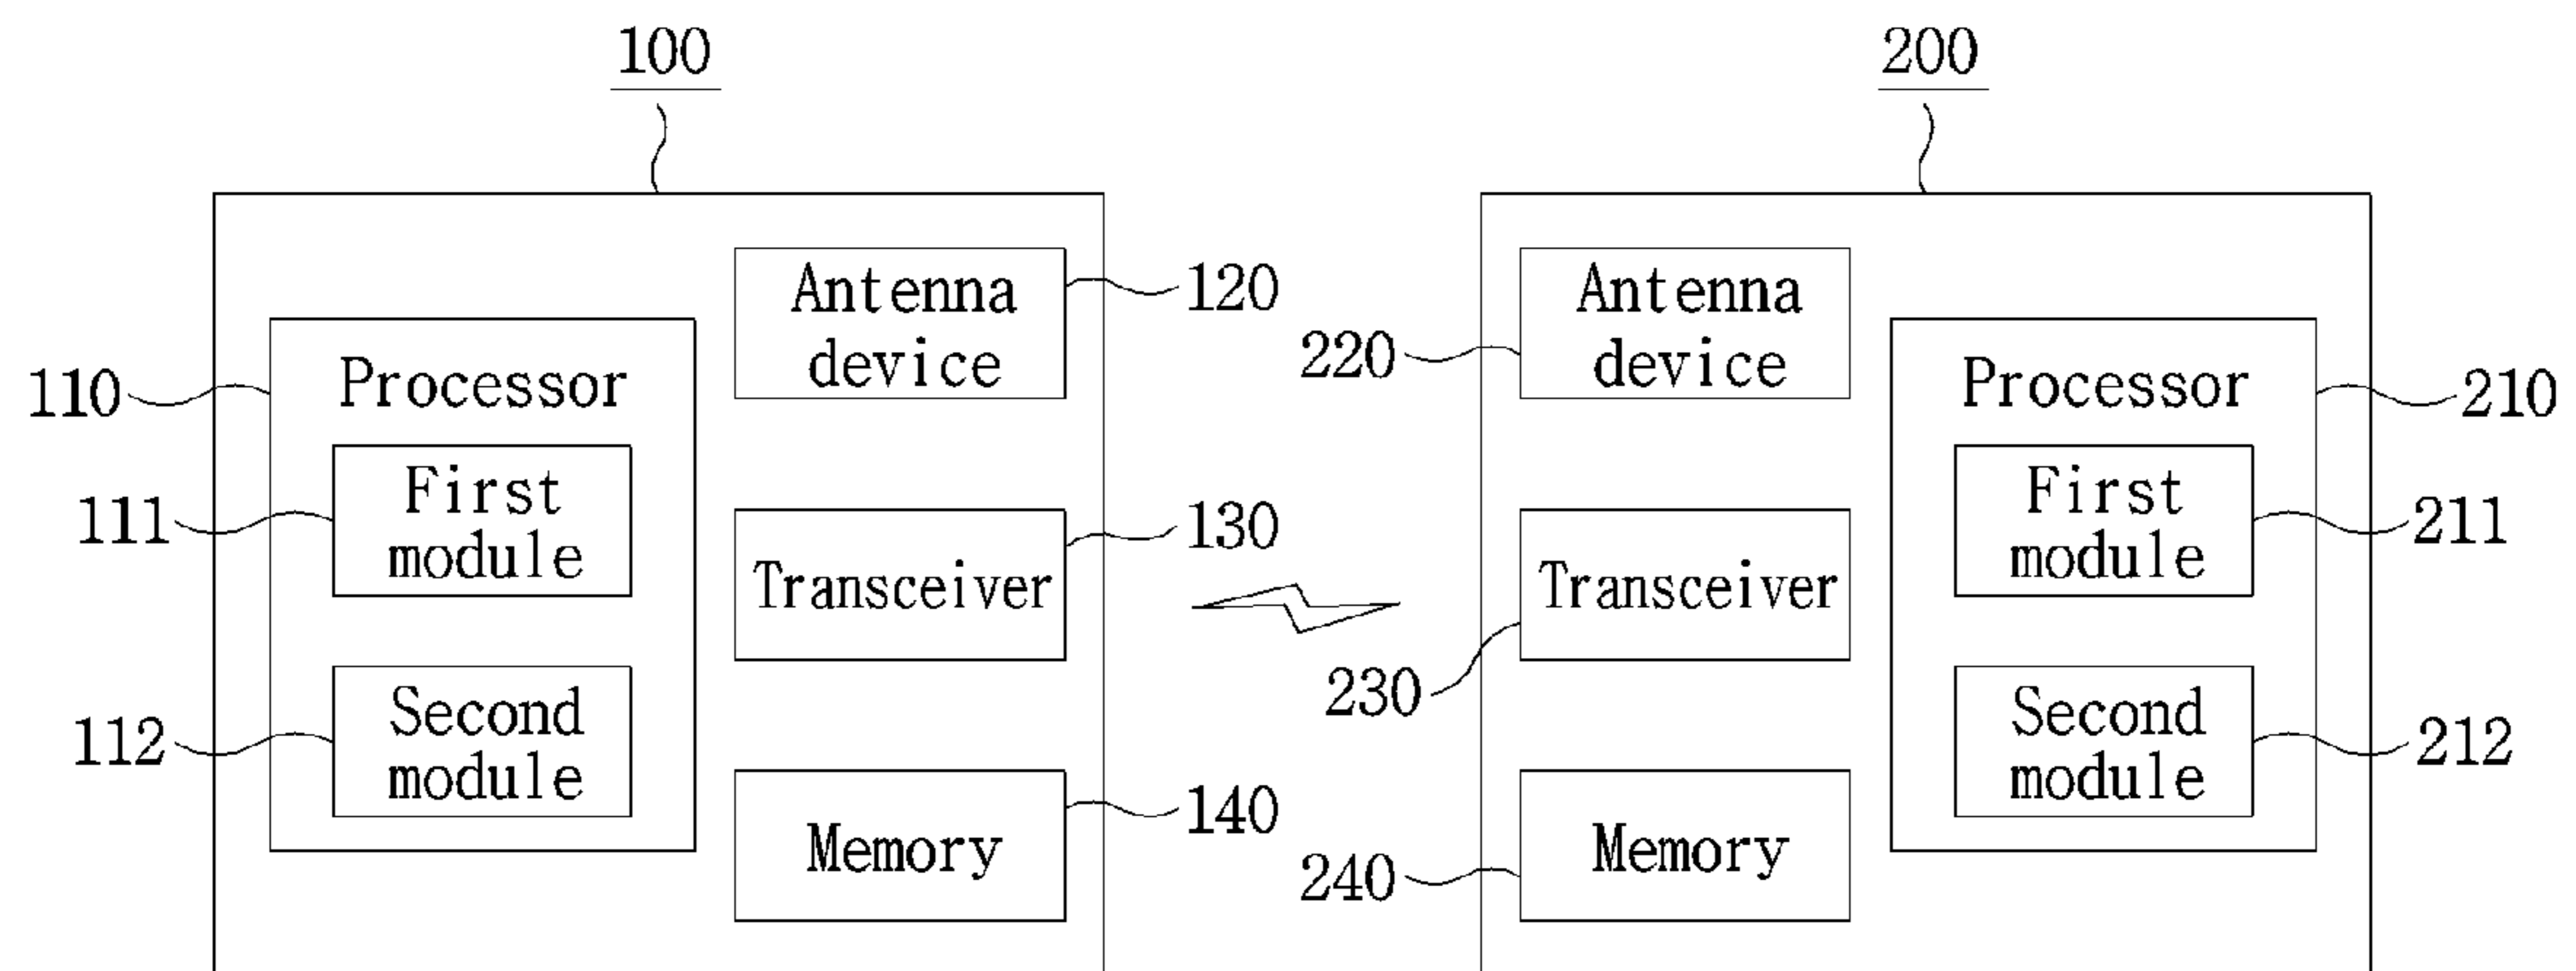 100
200
Antenna
device
120
110
Processor
First
module
111
130
Transceiver
Second
module
112
140
Memory
Antenna
device
220
Processor
210
First
module
211
Transceiver
230
Second
module
212
Memory
240